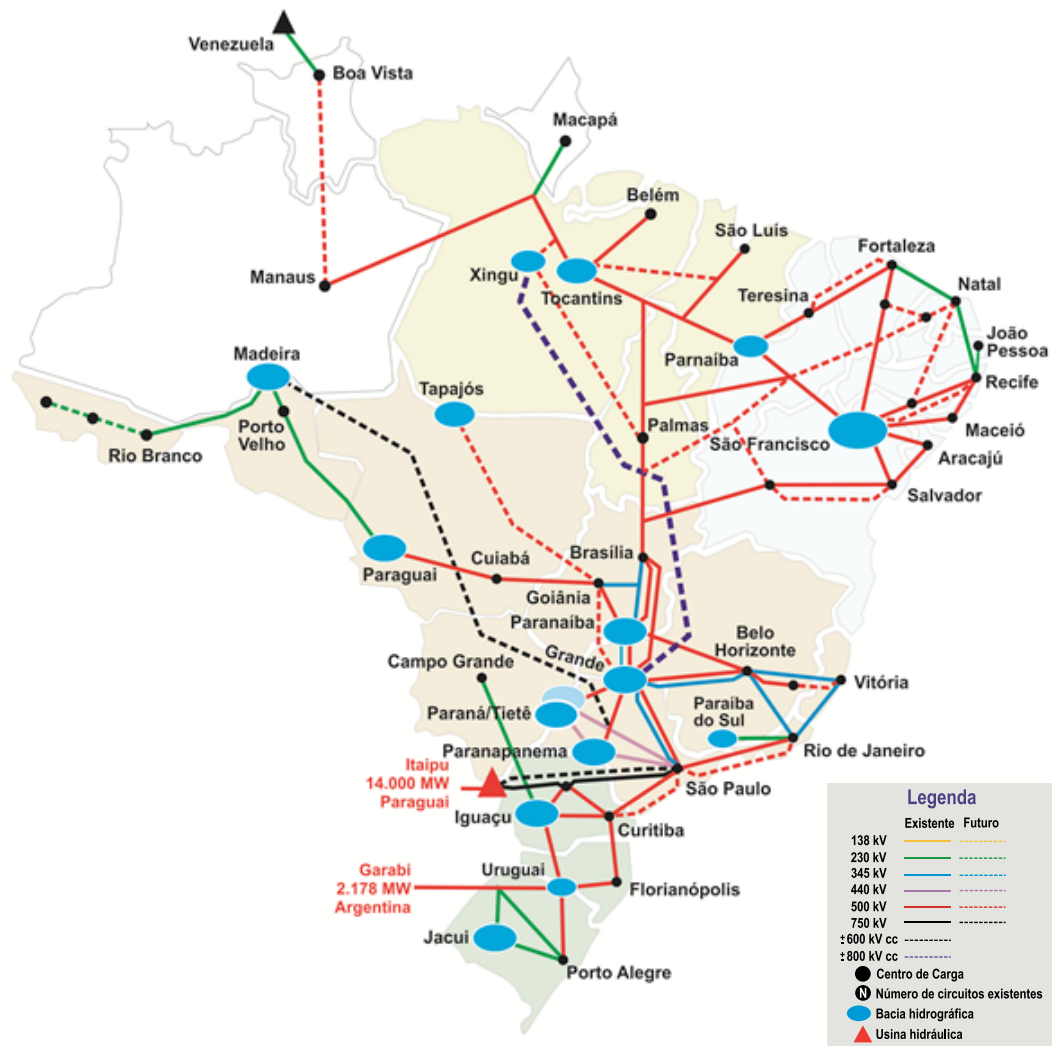 Venezuela
Boa Vista
Macapá
Belém
São Luís
Fortaleza
Xingu
Tocantins
Manaus
Teresina
Natal
João
Pessoa
Parnaíba
Recife
Madeira
Tapajós
Porto
Velho
Rio Branco
Palmas
São Francisco
Maceió
Aracajú
Salvador
Paraguai
Cuiabá
Brasília
Goiânia
Paranaíba
Belo
Horizonte
Grande
Campo Grande
Vitória
Paraná/Tietê
Paraíba
do Sul
Paranapanema
Rio de Janeiro
Itaipu
14.000 MW
Paraguai
São Paulo
Iguaçu
Curitiba
Garabi
2.178 MW
Argentina
Uruguai
Florianópolis
Jacui
Porto Alegre
Legenda
Existente Futuro
138 kV
230 kV
345 kV
440 kV
500 kV
750 kV
±600 kV cc
±800 kV cc
Centro de Carga
N Número de circuitos existentes
Bacia hidrográfica
Usina hidráulica